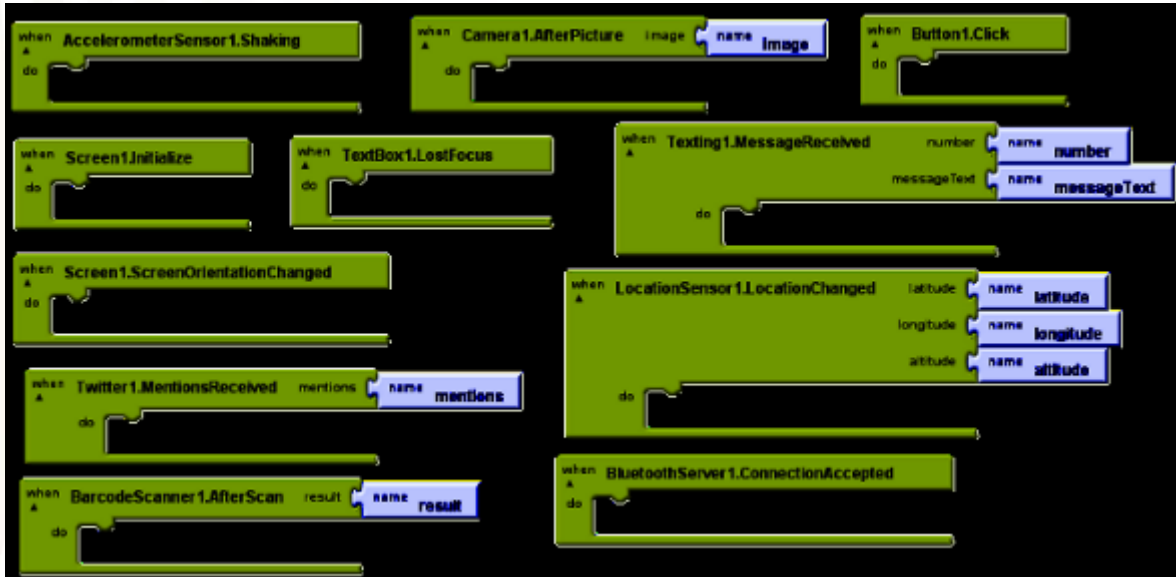 when AccelerometerSensor1.Shaking
do
when Camera1.AfterPicture image name image
do
when Button1.Click
do
when Screen1.Initialize
do
when TextBox1.LostFocus
do
when Texting1.MessageReceived number name number
messageText name messageText
do
when Screen1.ScreenOrientationChanged
do
when LocationSensor1.LocationChanged latitude name latitude
longitude name longitude
altitude name altitude
do
when Twitter1.MentionsReceived mentions name mentions
do
when BarcodeScanner1.AfterScan result name result
do
when BluetoothServer1.ConnectionAccepted
do